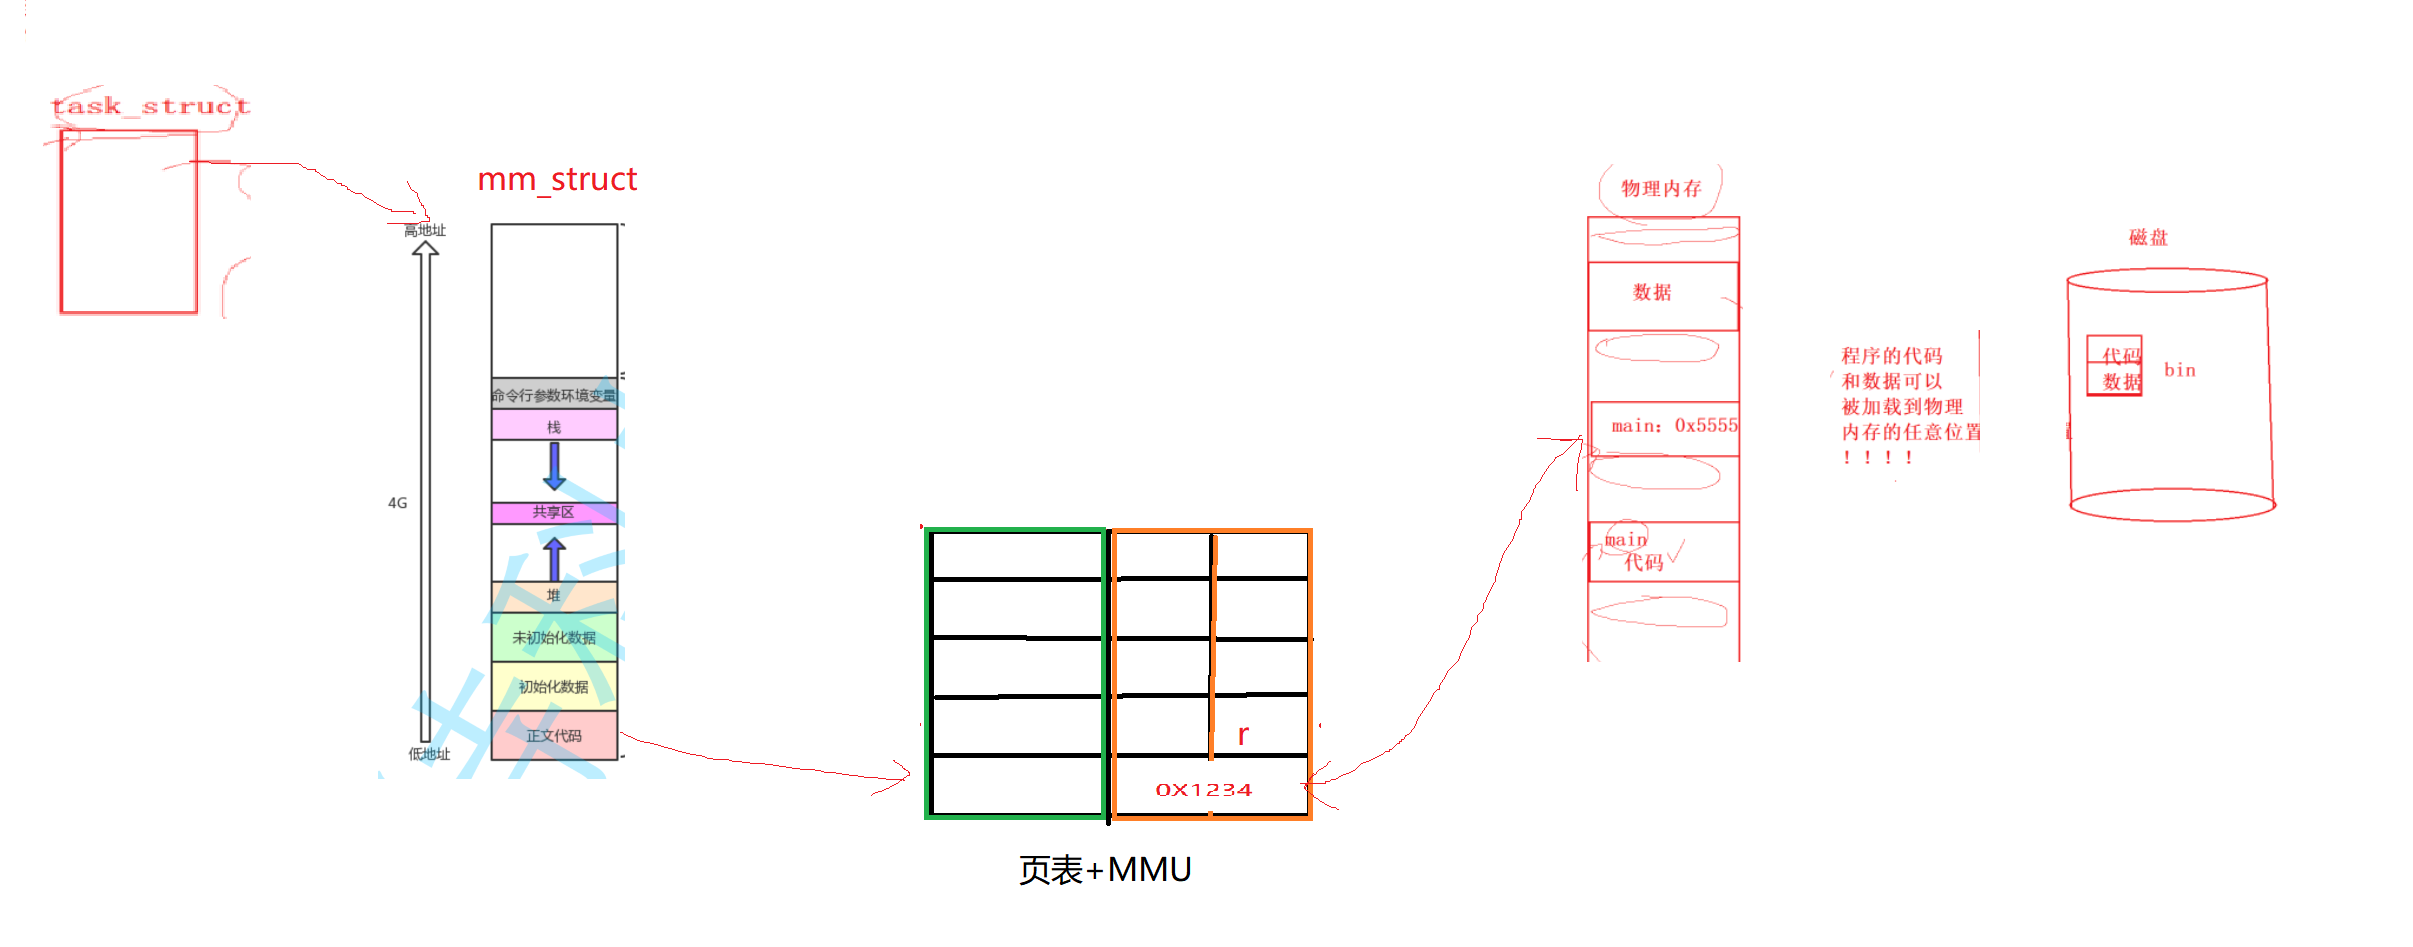 task_struct
mm_struct
高地址
4G
低地址
命令行参数环境变量
栈
共享区
堆
未初始化数据
初始化数据
正文代码
r
0X1234
页表+MMU
物理内存
数据
main: 0x5555
main
代码
程序的代码
和数据可以
被加载到物理
内存的任意位置
！！！！
磁盘
代码
数据
bin